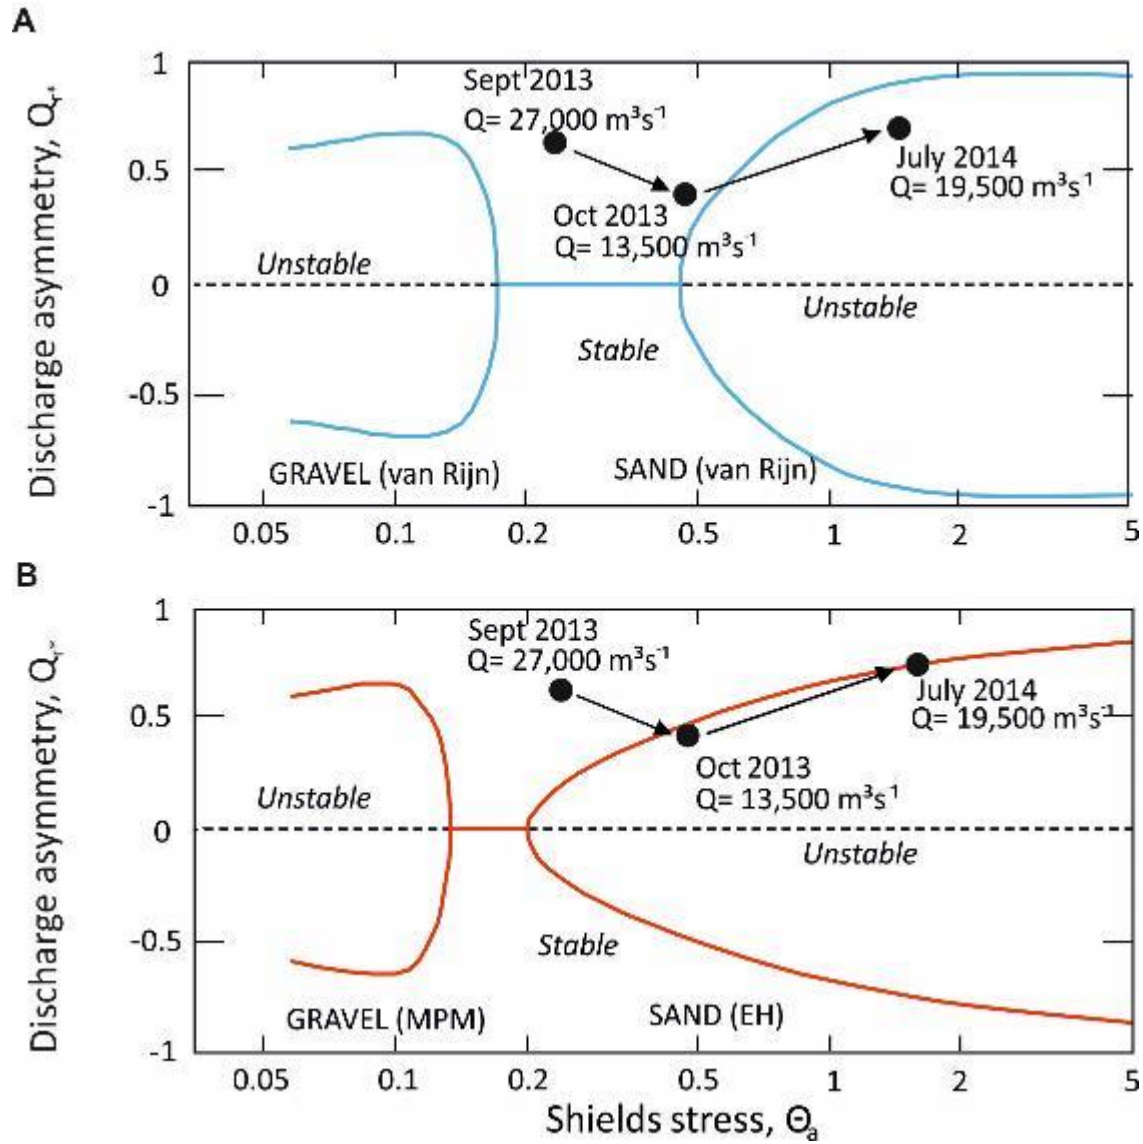 A
Discharge asymmetry, Qr*
1
0.5
0
-0.5
-1
Sept 2013
Q= 27,000 m³s⁻¹
Oct 2013
Q= 13,500 m³s⁻¹
July 2014
Q= 19,500 m³s⁻¹
Unstable
Unstable
Stable
GRAVEL (van Rijn)
SAND (van Rijn)
0.05 0.1 0.2 0.5 1 2 5
B
Discharge asymmetry, Qr*
1
0.5
0
-0.5
-1
Sept 2013
Q= 27,000 m³s⁻¹
July 2014
Q= 19,500 m³s⁻¹
Oct 2013
Q= 13,500 m³s⁻¹
Unstable
Unstable
Stable
GRAVEL (MPM)
SAND (EH)
0.05 0.1 0.2 0.5 1 2 5
Shields stress, Θa